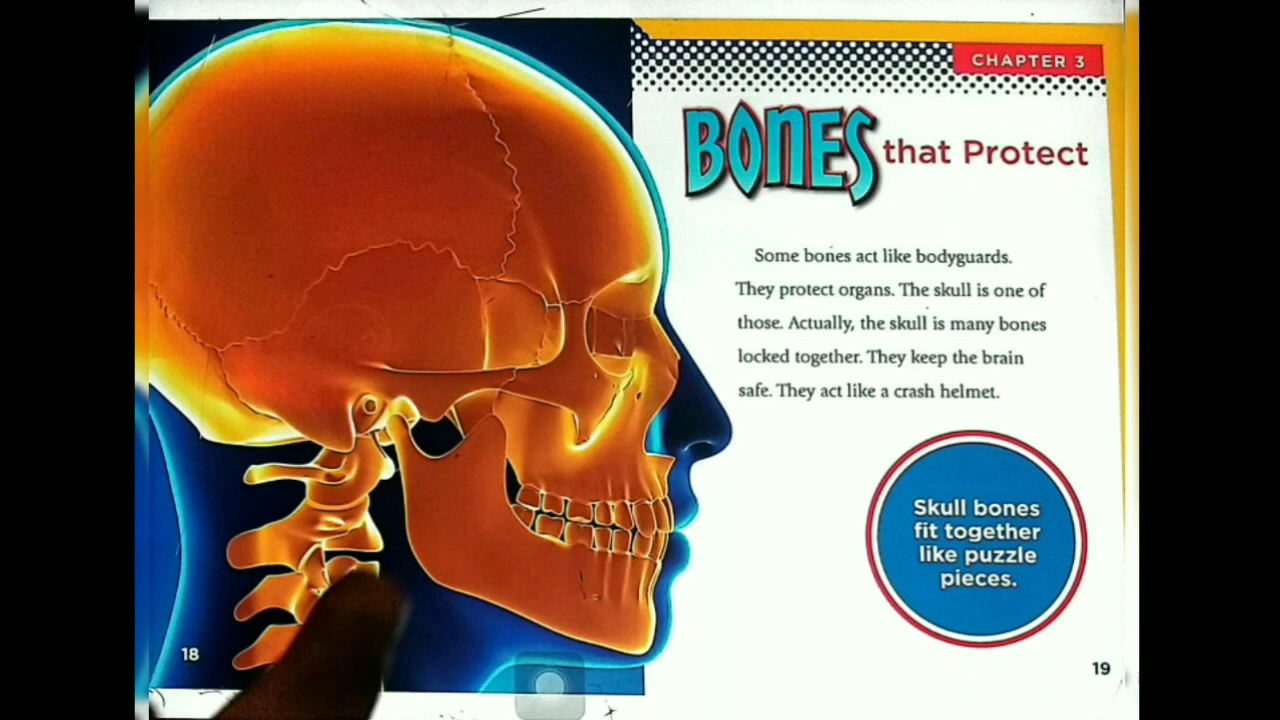 CHAPTER 3
BONES that Protect
Some bones act like bodyguards.
They protect organs. The skull is one of
those. Actually, the skull is many bones
locked together. They keep the brain
safe. They act like a crash helmet.
Skull bones
fit together
like puzzle
pieces.
18
19